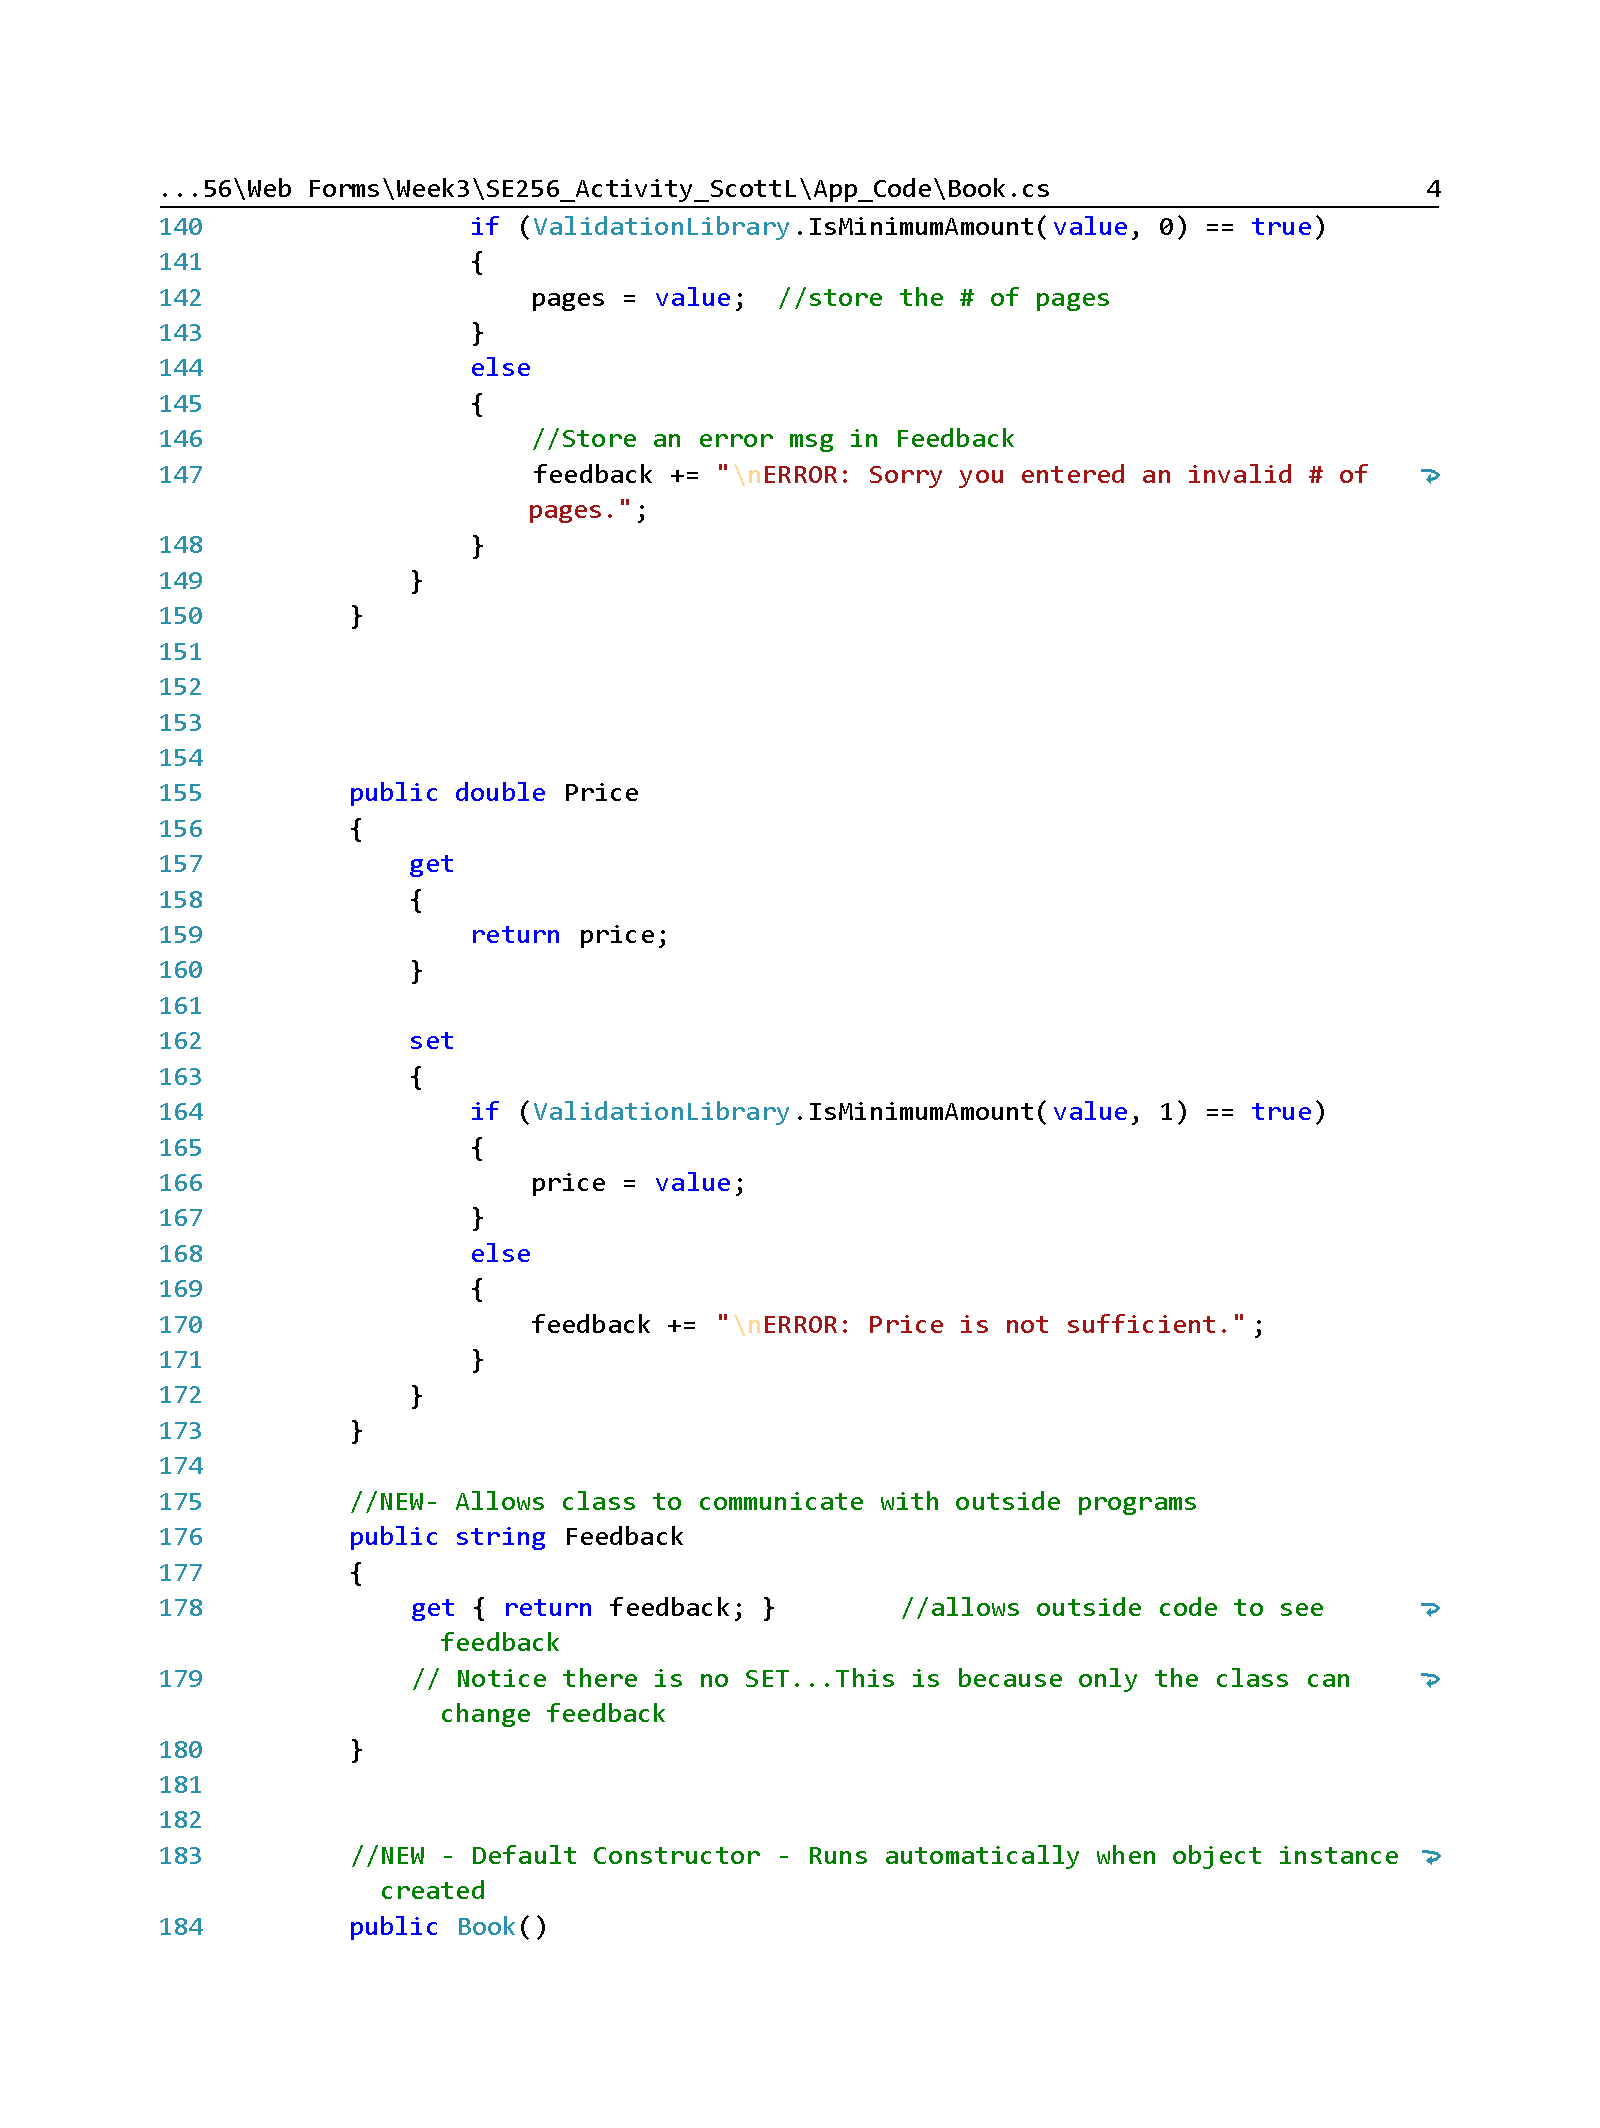 ...56\Web Forms\Week3\SE256_Activity_ScottL\App_Code\Book.cs 4
140 if (ValidationLibrary.IsMinimumAmount(value, 0) == true)
141 {
142 pages = value; //store the # of pages
143 }
144 else
145 {
146 //Store an error msg in Feedback
147 feedback += "\nERROR: Sorry you entered an invalid # of
pages.";
148 }
149 }
150 }
151
152
153
154
155 public double Price
156 {
157 get
158 {
159 return price;
160 }
161
162 set
163 {
164 if (ValidationLibrary.IsMinimumAmount(value, 1) == true)
165 {
166 price = value;
167 }
168 else
169 {
170 feedback += "\nERROR: Price is not sufficient.";
171 }
172 }
173 }
174
175 //NEW- Allows class to communicate with outside programs
176 public string Feedback
177 {
178 get { return feedback; } //allows outside code to see
feedback
179 // Notice there is no SET...This is because only the class can
change feedback
180 }
181
182
183 //NEW - Default Constructor - Runs automatically when object instance
created
184 public Book()